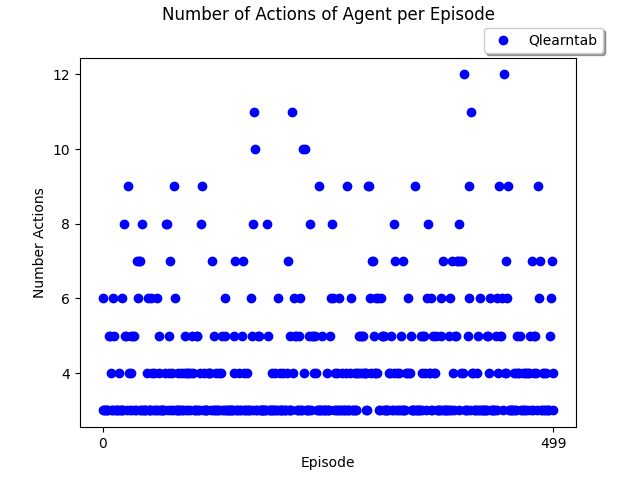 Number of Actions of Agent per Episode
Qlearntab
12
10
8
6
4
Number Actions
0
499
Episode